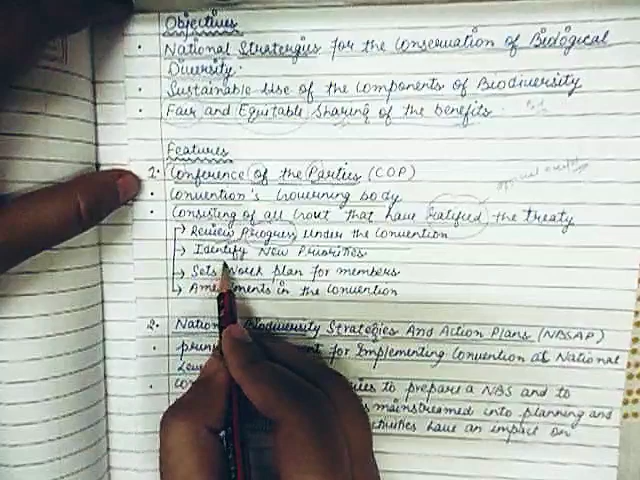 Objectives
National Strategies for the Conservation of Biological
Diversity.
Sustainable Use of the Components of Biodiversity
Fair and Equitable Sharing of the benefits.
Features
1. Conference of the Parties (COP)
Convention's Governing body
Consisting of all Govt that have Ratified the treaty
→ Review Progress under the Convention
→ Identify New Priorities
→ Sets Work plan for members
→ Amendments in the Convention
2. National Biodiversity Strategies And Action Plans (NBSAP)
for Implementing Convention at National
to prepare a NBS and to
mainstreamed into planning and
have an impact on